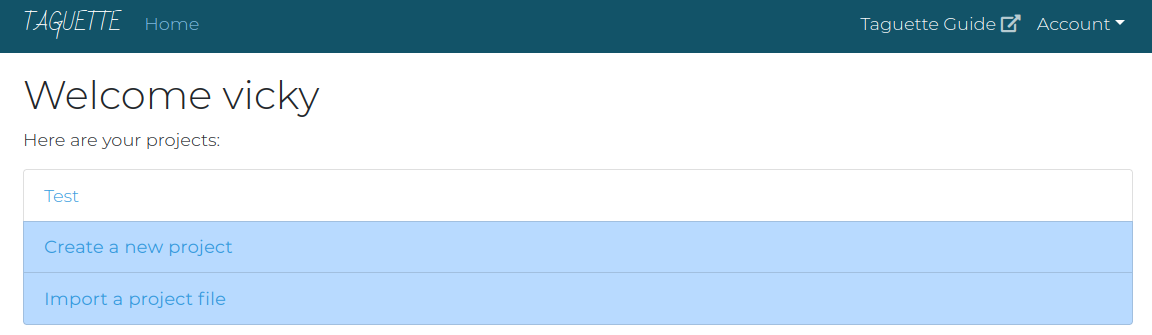 TAGUETTE Home Taguette Guide Account
Welcome vicky
Here are your projects:
Test
Create a new project
Import a project file